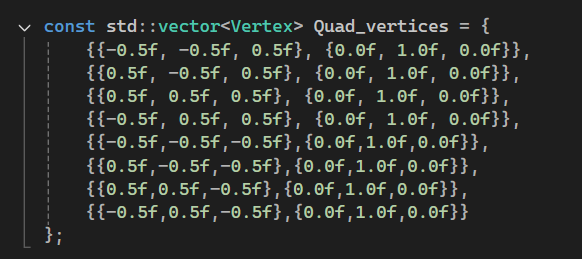 const std::vector<Vertex> Quad_vertices = {
{{-0.5f, -0.5f, 0.5f}, {0.0f, 1.0f, 0.0f}},
{{0.5f, -0.5f, 0.5f}, {0.0f, 1.0f, 0.0f}},
{{0.5f, 0.5f, 0.5f}, {0.0f, 1.0f, 0.0f}},
{{-0.5f, 0.5f, 0.5f}, {0.0f, 1.0f, 0.0f}},
{{-0.5f,-0.5f,-0.5f},{0.0f,1.0f,0.0f}},
{{0.5f,-0.5f,-0.5f},{0.0f,1.0f,0.0f}},
{{0.5f,0.5f,-0.5f},{0.0f,1.0f,0.0f}},
{{-0.5f,0.5f,-0.5f},{0.0f,1.0f,0.0f}}
};